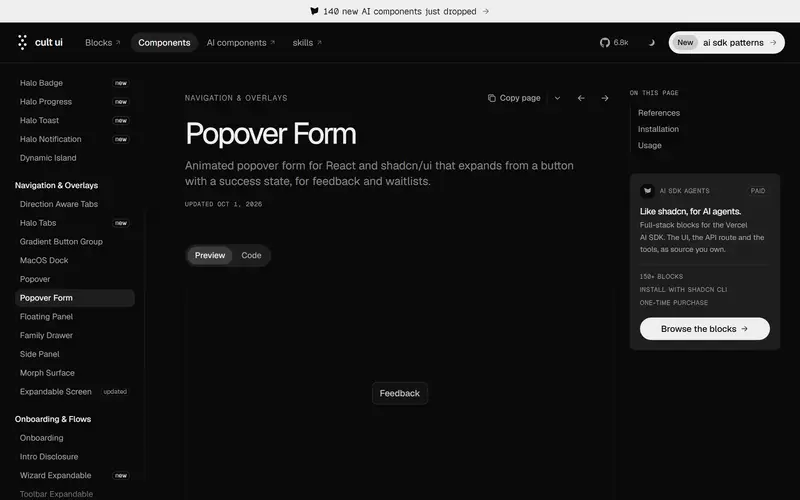 140 new AI components just dropped →
cult ui
Blocks ↗
Components
AI components ↗
skills ↗
6.8k
New ai sdk patterns →
Halo Badge new
Halo Progress new
Halo Toast new
Halo Notification new
Dynamic Island
Navigation & Overlays
Direction Aware Tabs
Halo Tabs new
Gradient Button Group
MacOS Dock
Popover
Popover Form
Floating Panel
Family Drawer
Side Panel
Morph Surface
Expandable Screen updated
Onboarding & Flows
Onboarding
Intro Disclosure
Wizard Expandable new
Toolbar Expandable
NAVIGATION & OVERLAYS
Copy page
Popover Form
Animated popover form for React and shadcn/ui that expands from a button
with a success state, for feedback and waitlists.
UPDATED OCT 1, 2026
Preview
Code
Feedback
ON THIS PAGE
References
Installation
Usage
AI SDK AGENTS PAID
Like shadcn, for AI agents.
Full-stack blocks for the Vercel
AI SDK. The UI, the API route and the
tools, as source you own.
150+ BLOCKS
INSTALL WITH SHADCN CLI
ONE-TIME PURCHASE
Browse the blocks →